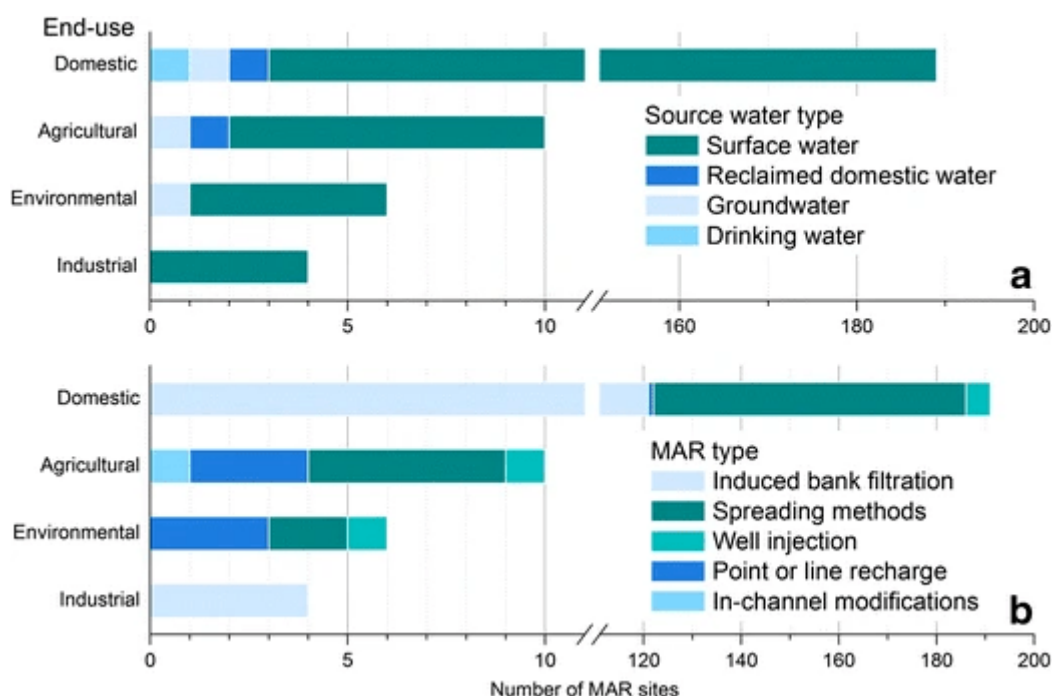 End-use
Domestic
Agricultural
Environmental
Industrial
Source water type
Surface water
Reclaimed domestic water
Groundwater
Drinking water
a
0 5 10 160 180 200
Domestic
Agricultural
Environmental
Industrial
MAR type
Induced bank filtration
Spreading methods
Well injection
Point or line recharge
In-channel modifications
b
0 5 10 120 140 160 180 200
Number of MAR sites